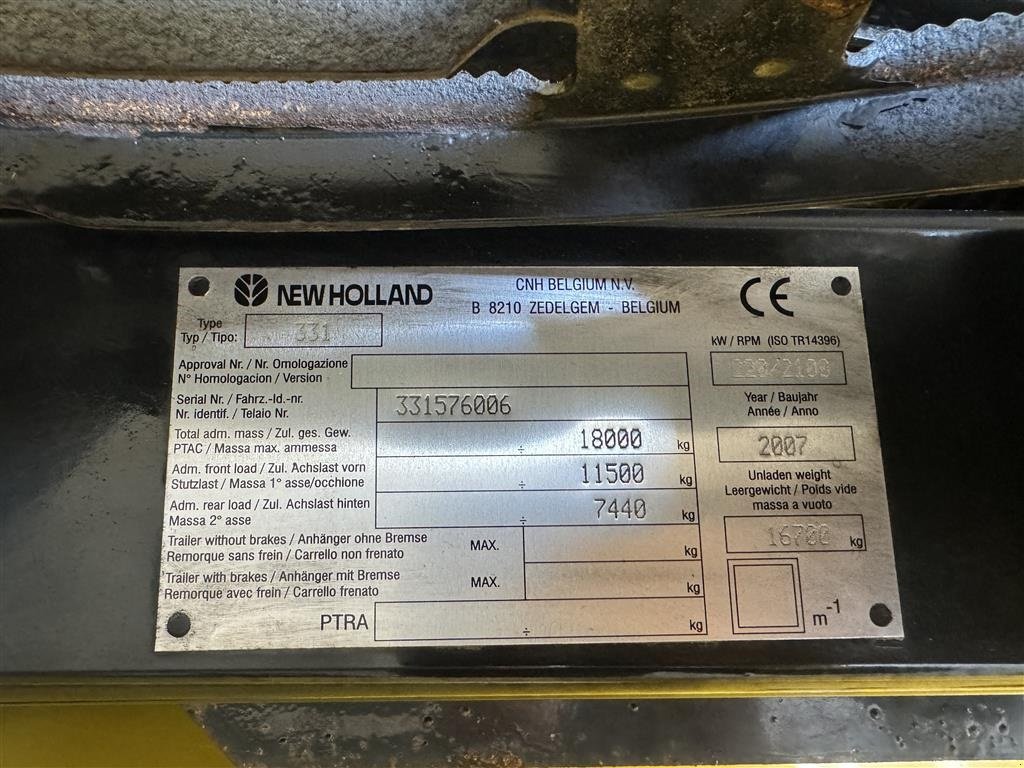 NEW HOLLAND
CNH BELGIUM N.V.
B 8210 ZEDELGEM - BELGIUM
CE
Type
Typ / Tipo:
331
Approval Nr. / Nr. Omologazione
N° Homologacion / Version
Serial Nr. / Fahrz.-Id.-nr.
Nr. identif. / Telaio Nr.
331576006
Total adm. mass / Zul. ges. Gew.
PTAC / Massa max. ammessa
÷ 18000 kg
Adm. front load / Zul. Achslast vorn
Stutzlast / Massa 1° asse/occhione
÷ 11500 kg
Adm. rear load / Zul. Achslast hinten
Massa 2° asse
÷ 7440 kg
Trailer without brakes / Anhänger ohne Bremse
Remorque sans frein / Carrello non frenato
MAX. kg
Trailer with brakes / Anhänger mit Bremse
Remorque avec frein / Carrello frenato
MAX. kg
PTRA ÷ kg
kW / RPM (ISO TR14396)
220/2100
Year / Baujahr
Année / Anno
2007
Unladen weight
Leergewicht / Poids vide
massa a vuoto
16700 kg
m-1